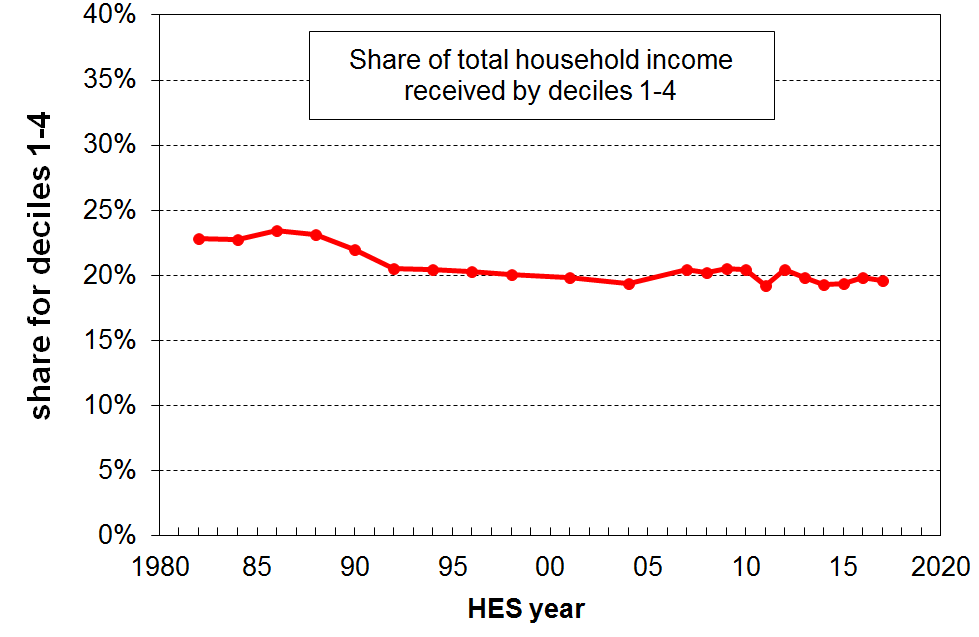 Share of total household income
received by deciles 1-4
share for deciles 1-4
40%
35%
30%
25%
20%
15%
10%
5%
0%
1980 85 90 95 00 05 10 15 2020
HES year